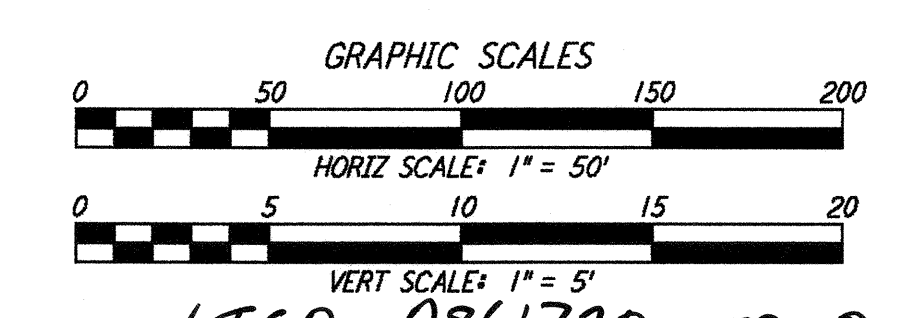 GRAPHIC SCALES
0 50 100 150 200
HORIZ SCALE: 1" = 50'
0 5 10 15 20
VERT SCALE: 1" = 5'